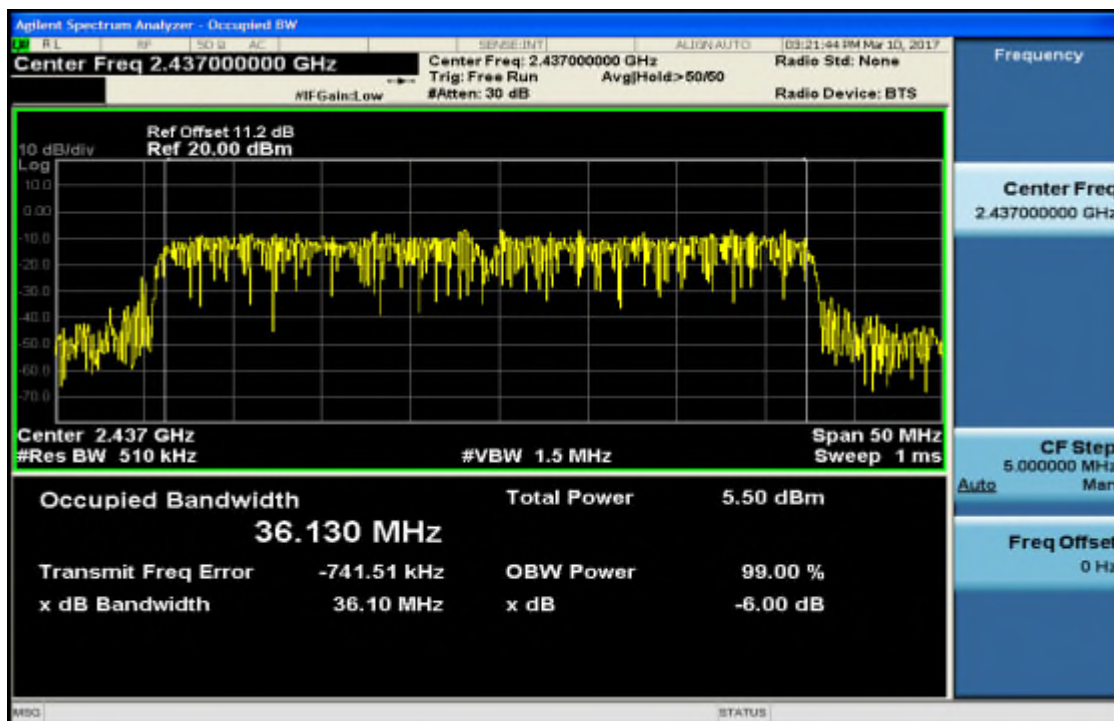 Agilent Spectrum Analyzer - Occupied BW
RL RF 50 Ω AC SENSE:INT ALIGN AUTO 03:21:44 PM Mar 10, 2017
Center Freq 2.437000000 GHz
Center Freq: 2.437000000 GHz
Radio Std: None
Trig: Free Run Avg|Hold:>50/50
#IFGain:Low #Atten: 30 dB Radio Device: BTS
Frequency
Ref Offset 11.2 dB
10 dB/div Ref 20.00 dBm
Log
10.0
0.00
-10.0
-20.0
-30.0
-40.0
-50.0
-60.0
-70.0
Center 2.437 GHz Span 50 MHz
#Res BW 510 kHz #VBW 1.5 MHz Sweep 1 ms
Occupied Bandwidth Total Power 5.50 dBm
36.130 MHz
Transmit Freq Error -741.51 kHz OBW Power 99.00 %
x dB Bandwidth 36.10 MHz x dB -6.00 dB
Center Freq
2.437000000 GHz
CF Step
5.000000 MHz
Auto Man
Freq Offset
0 Hz
MSG STATUS